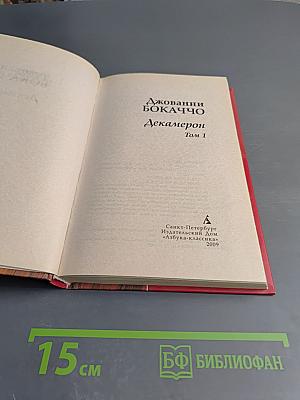 Джованни
БОКАЧЧО
Декамерон
Том 1
А
Санкт-Петербург
Издательский Дом
«Азбука-классика»
2009
15 см
БФ БИБЛИОФАН